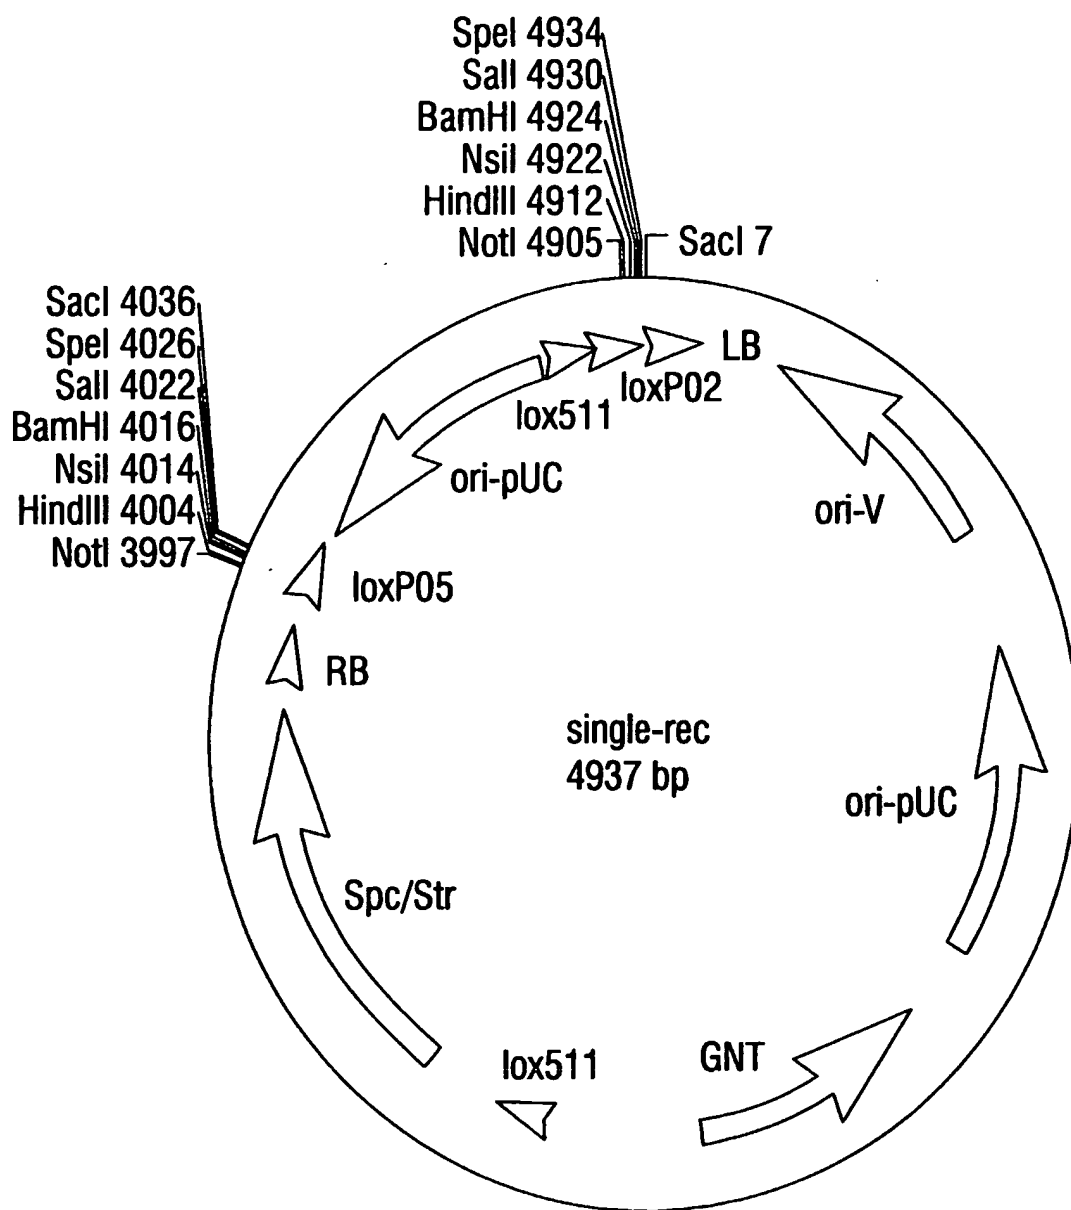 SpeI 4934
SalI 4930
BamHI 4924
NsiI 4922
HindIII 4912
NotI 4905
SacI 7
SacI 4036
SpeI 4026
SalI 4022
BamHI 4016
NsiI 4014
HindIII 4004
NotI 3997
LB
loxP02
lox511
ori-pUC
ori-V
loxP05
RB
single-rec
4937 bp
ori-pUC
Spc/Str
lox511
GNT